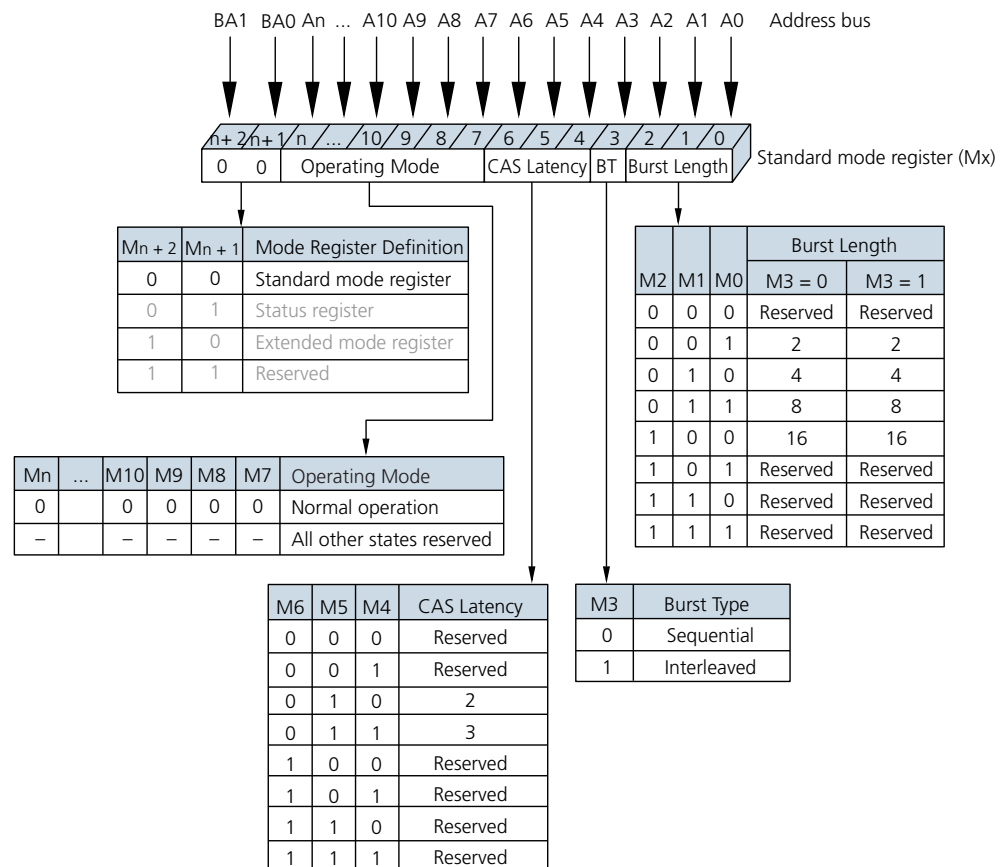 BA1 BA0 An ... A10 A9 A8 A7 A6 A5 A4 A3 A2 A1 A0 Address bus
n+ 2 n+ 1 n ... 10 9 8 7 6 5 4 3 2 1 0
0 0 Operating Mode CAS Latency BT Burst Length Standard mode register (Mx)
Mn + 2 Mn + 1 Mode Register Definition
0 0 Standard mode register
0 1 Status register
1 0 Extended mode register
1 1 Reserved
Burst Length
M2 M1 M0 M3 = 0 M3 = 1
0 0 0 Reserved Reserved
0 0 1 2 2
0 1 0 4 4
0 1 1 8 8
1 0 0 16 16
1 0 1 Reserved Reserved
1 1 0 Reserved Reserved
1 1 1 Reserved Reserved
Mn ... M10 M9 M8 M7 Operating Mode
0 0 0 0 0 Normal operation
– – – – – All other states reserved
M6 M5 M4 CAS Latency
0 0 0 Reserved
0 0 1 Reserved
0 1 0 2
0 1 1 3
1 0 0 Reserved
1 0 1 Reserved
1 1 0 Reserved
1 1 1 Reserved
M3 Burst Type
0 Sequential
1 Interleaved